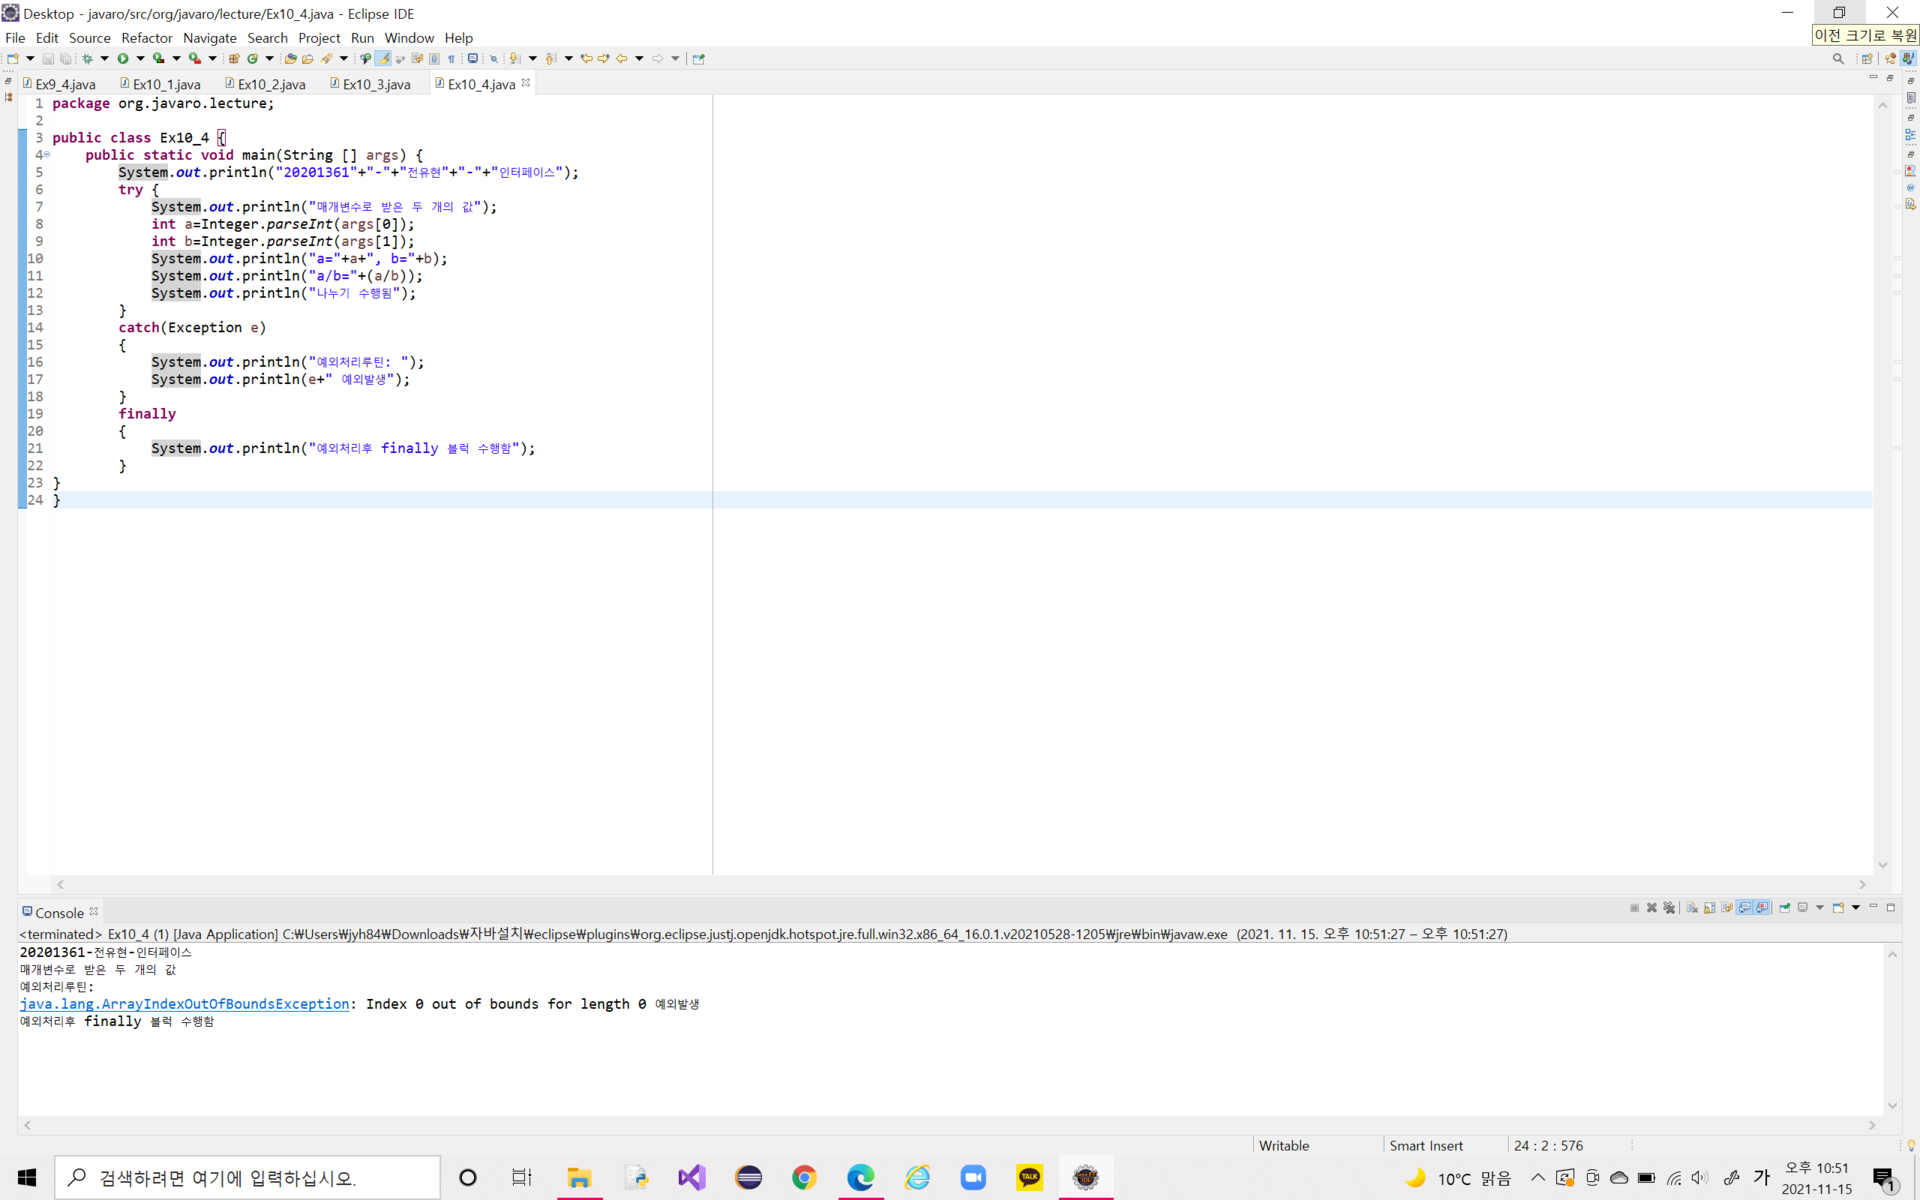 Desktop - javaro/src/org/javaro/lecture/Ex10_4.java - Eclipse IDE
File Edit Source Refactor Navigate Search Project Run Window Help
이전 크기로 복원
Ex9_4.java Ex10_1.java Ex10_2.java Ex10_3.java Ex10_4.java
1 package org.javaro.lecture;
2
3 public class Ex10_4 {
4 public static void main(String [] args) {
5 System.out.println("20201361"+"-"+"전유현"+"-"+"인터페이스");
6 try {
7 System.out.println("매개변수로 받은 두 개의 값");
8 int a=Integer.parseInt(args[0]);
9 int b=Integer.parseInt(args[1]);
10 System.out.println("a="+a+", b="+b);
11 System.out.println("a/b="+(a/b));
12 System.out.println("나누기 수행됨");
13 }
14 catch(Exception e)
15 {
16 System.out.println("예외처리루틴: ");
17 System.out.println(e+" 예외발생");
18 }
19 finally
20 {
21 System.out.println("예외처리후 finally 블럭 수행함");
22 }
23 }
24 }
Console
<terminated> Ex10_4 (1) [Java Application] C:₩Users₩jyh84₩Downloads₩자바설치₩eclipse₩plugins₩org.eclipse.justj.openjdk.hotspot.jre.full.win32.x86_64_16.0.1.v20210528-1205₩jre₩bin₩javaw.exe (2021. 11. 15. 오후 10:51:27 – 오후 10:51:27)
20201361-전유현-인터페이스
매개변수로 받은 두 개의 값
예외처리루틴:
java.lang.ArrayIndexOutOfBoundsException: Index 0 out of bounds for length 0 예외발생
예외처리후 finally 블럭 수행함
Writable Smart Insert 24 : 2 : 576
검색하려면 여기에 입력하십시오.
TALK
10°C 맑음
가
오후 10:51
2021-11-15
1